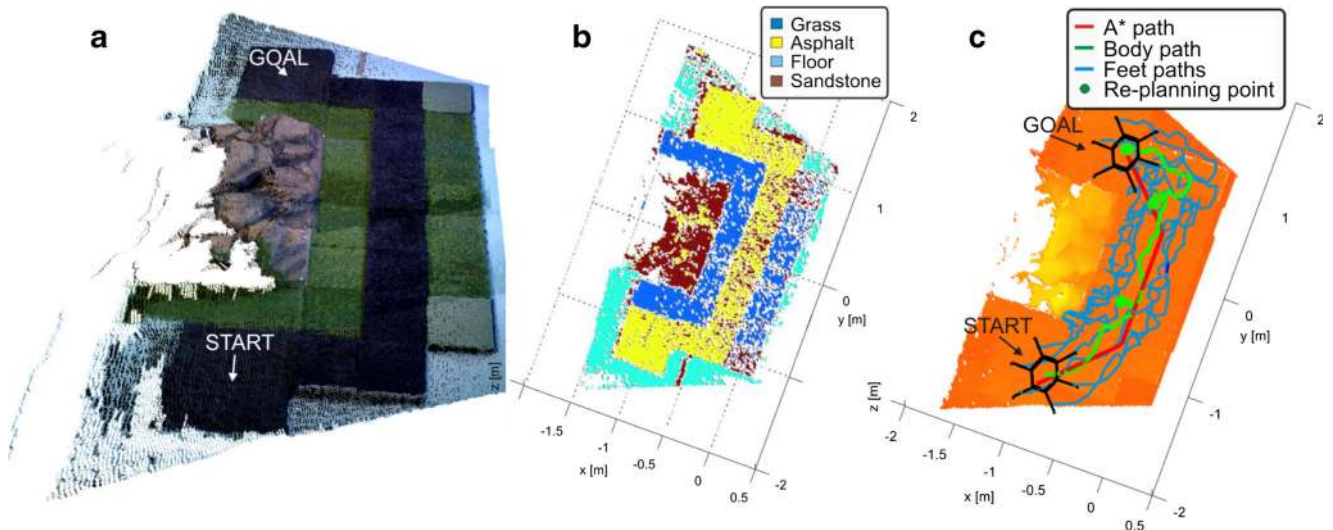 a
GOAL
START
z [m]
b
Grass
Asphalt
Floor
Sandstone
2
1
0
y [m]
-1.5
-1
-0.5
0
0.5
-2
x [m]
c
A* path
Body path
Feet paths
Re-planning point
GOAL
START
2
1
0
y [m]
-1
-2
z [m]
-2
-1.5
-1
-0.5
0
0.5
x [m]